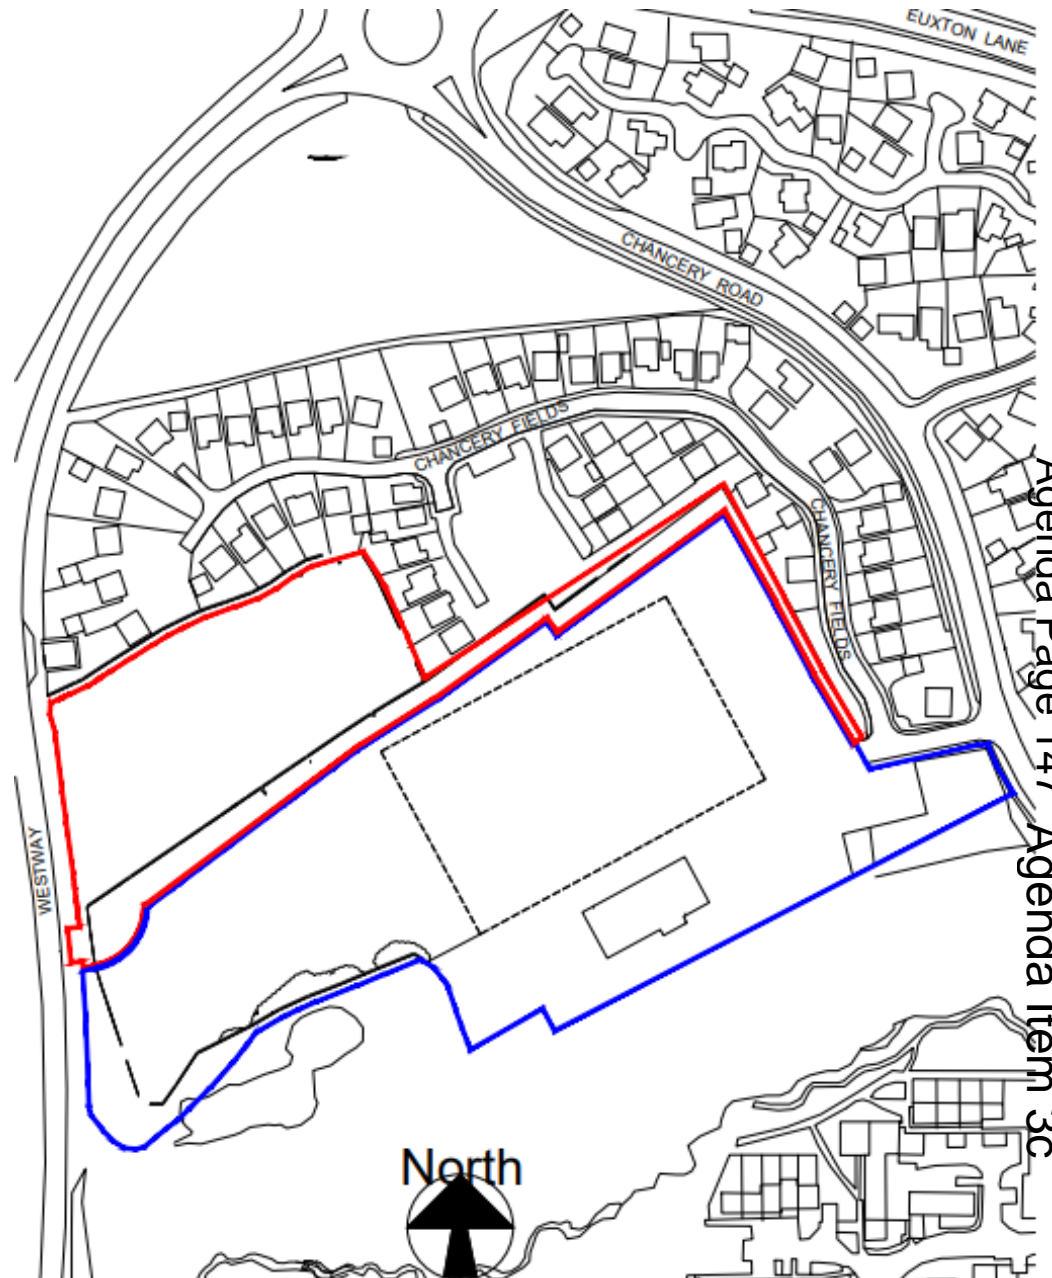 EUXTON LANE
CHANCERY ROAD
CHANCERY FIELDS
CHANCERY FIELDS
WESTWAY
North
Agenda Page 147 Agenda Item 3c